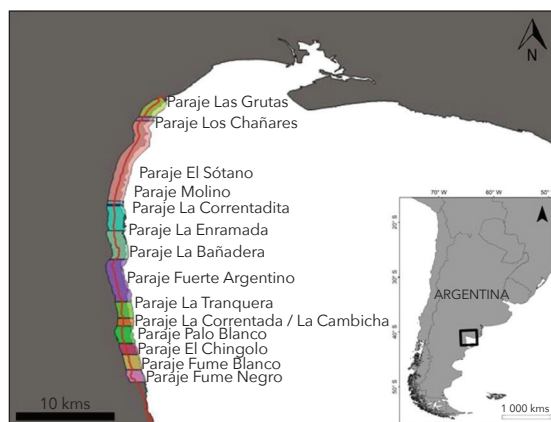 N
Paraje Las Grutas
Paraje Los Chañares
Paraje El Sótano
Paraje Molino
Paraje La Correntadita
Paraje La Enramada
Paraje La Bañadera
Paraje Fuerte Argentino
Paraje La Tranquera
Paraje La Correntada / La Cambicha
Paraje Palo Blanco
Paraje El Chingolo
Paraje Fume Blanco
Paraje Fume Negro
10 kms
70° W
60° W
50° W
20° S
30° S
40° S
50° S
ARGENTINA
1 000 kms